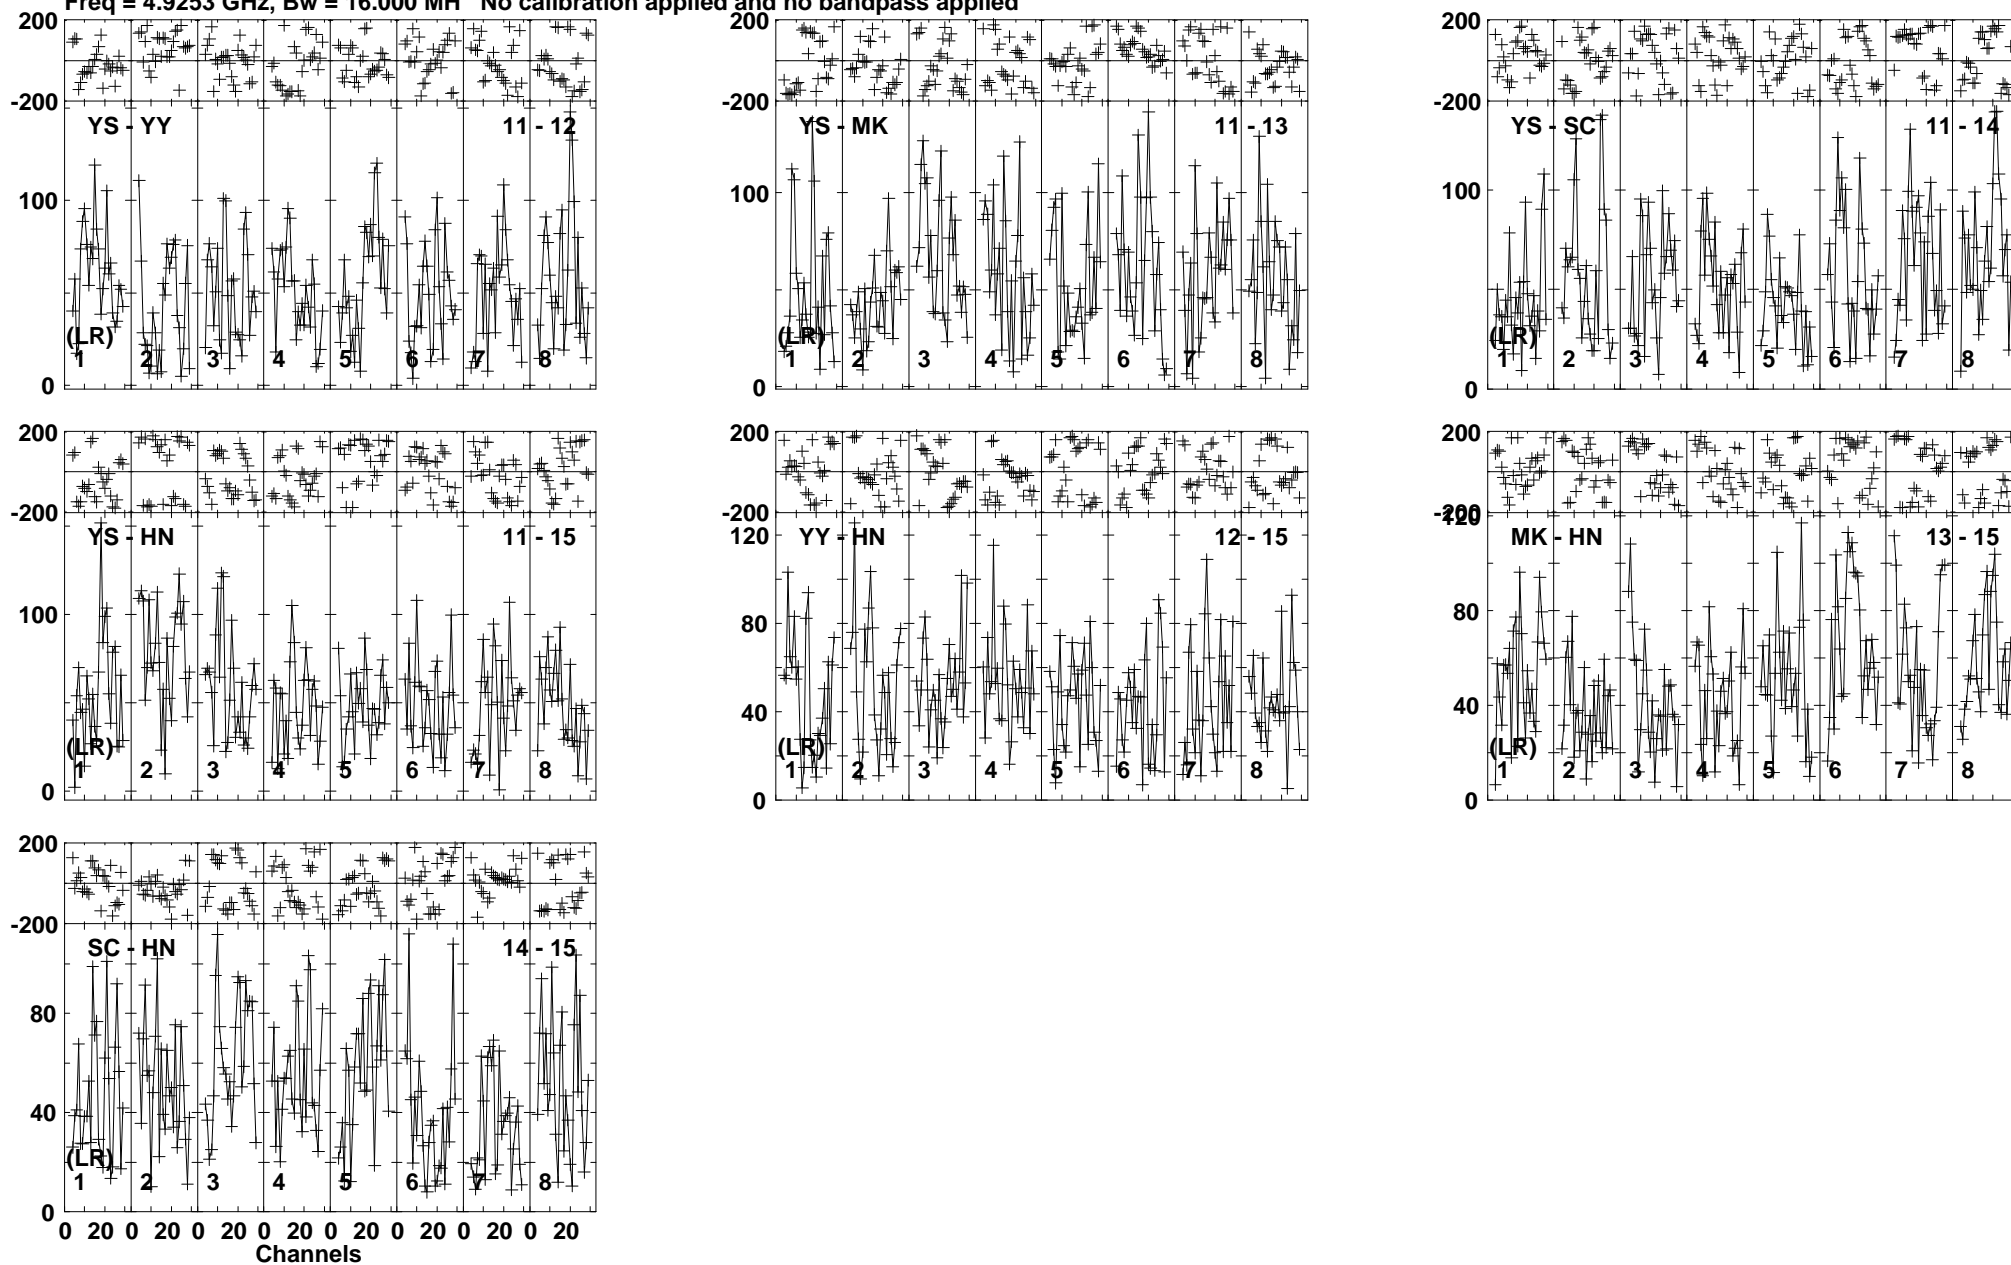 Freq = 4.9253 GHz, Bw = 16.000 MH No calibration applied and no bandpass applied
200
-200
YS - YY 11 - 12
100
0
(LR)
1 2 3 4 5 6 7 8
200
-200
YS - MK 11 - 13
100
0
(LR)
1 2 3 4 5 6 7 8
200
-200
YS - SC 11 - 14
100
0
(LR)
1 2 3 4 5 6 7 8
200
-200
YS - HN 11 - 15
100
0
(LR)
1 2 3 4 5 6 7 8
200
-200
120
YY - HN 12 - 15
80
40
0
(LR)
1 2 3 4 5 6 7 8
200
-200
120
MK - HN 13 - 15
80
40
0
(LR)
1 2 3 4 5 6 7 8
200
-200
SC - HN 14 - 15
80
40
0
(LR)
1 2 3 4 5 6 7 8
0 20 0 20 0 20 0 20 0 20 0 20 0 20 0 20
Channels